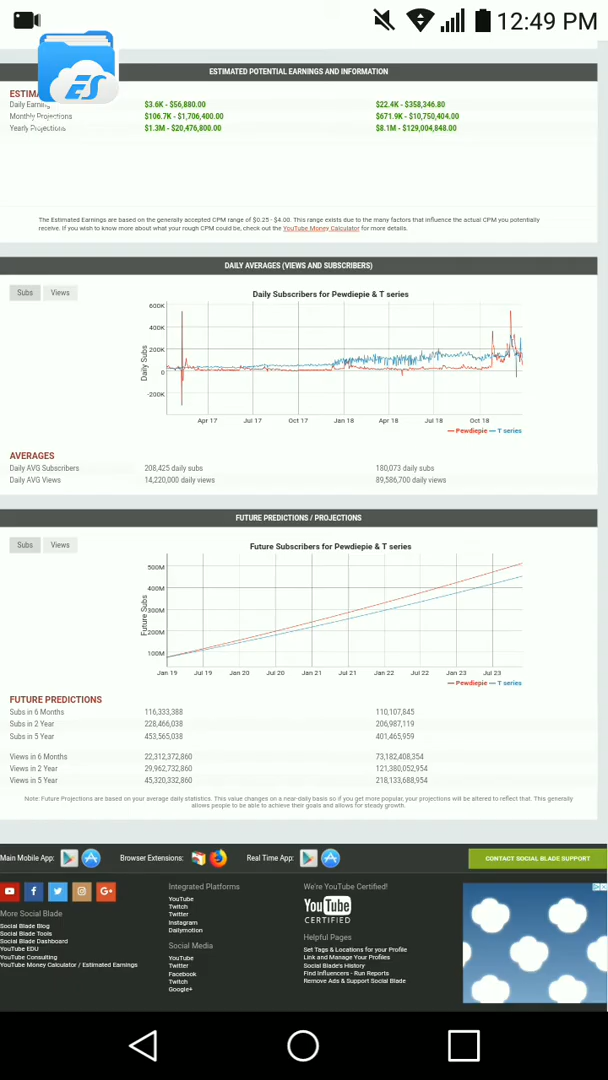 12:49 PM
ES
ESTIMATED POTENTIAL EARNINGS AND INFORMATION
ESTIMA
Daily Earning $3.6K - $56,880.00 $22.4K - $358,346.80
Monthly Projections $106.7K - $1,706,400.00 $671.9K - $10,750,404.00
Yearly Projections $1.3M - $20,476,800.00 $8.1M - $129,004,848.00
The Estimated Earnings are based on the generally accepted CPM range of $0.25 - $4.00. This range exists due to the many factors that influence the actual CPM you potentially
receive. If you wish to know more about what your rough CPM could be, check out the YouTube Money Calculator for more details.
DAILY AVERAGES (VIEWS AND SUBSCRIBERS)
Subs Views
Daily Subscribers for Pewdiepie & T series
Daily Subs
600K
400K
200K
0
-200K
Apr 17 Jul 17 Oct 17 Jan 18 Apr 18 Jul 18 Oct 18
Pewdiepie T series
AVERAGES
Daily AVG Subscribers 208,425 daily subs 180,073 daily subs
Daily AVG Views 14,220,000 daily views 89,586,700 daily views
FUTURE PREDICTIONS / PROJECTIONS
Subs Views
Future Subscribers for Pewdiepie & T series
Future Subs
500M
400M
300M
200M
100M
Jan 19 Jul 19 Jan 20 Jul 20 Jan 21 Jul 21 Jan 22 Jul 22 Jan 23 Jul 23
Pewdiepie T series
FUTURE PREDICTIONS
Subs in 6 Months 116,333,388 110,107,845
Subs in 2 Year 228,466,038 206,987,119
Subs in 5 Year 453,565,038 401,465,959
Views in 6 Months 22,312,372,860 73,182,408,354
Views in 2 Year 29,962,732,860 121,380,052,954
Views in 5 Year 45,320,332,860 218,133,688,954
Note: Future Projections are based on your average daily statistics. This value changes on a near-daily basis so if you get more popular, your projections will be altered to reflect that. This generally
allows people to be able to achieve their goals and allows for steady growth.
Main Mobile App: Browser Extensions: Real Time App: CONTACT SOCIAL BLADE SUPPORT
More Social Blade
Social Blade Blog
Social Blade Tools
Social Blade Dashboard
YouTube EDU
YouTube Consulting
YouTube Money Calculator / Estimated Earnings
Integrated Platforms
YouTube
Twitch
Twitter
Instagram
Dailymotion
Social Media
YouTube
Twitter
Facebook
Twitch
Google+
We're YouTube Certified!
YouTube
CERTIFIED
Helpful Pages
Set Tags & Locations for your Profile
Link and Manage Your Profiles
Social Blade's History
Find Influencers - Run Reports
Remove Ads & Support Social Blade